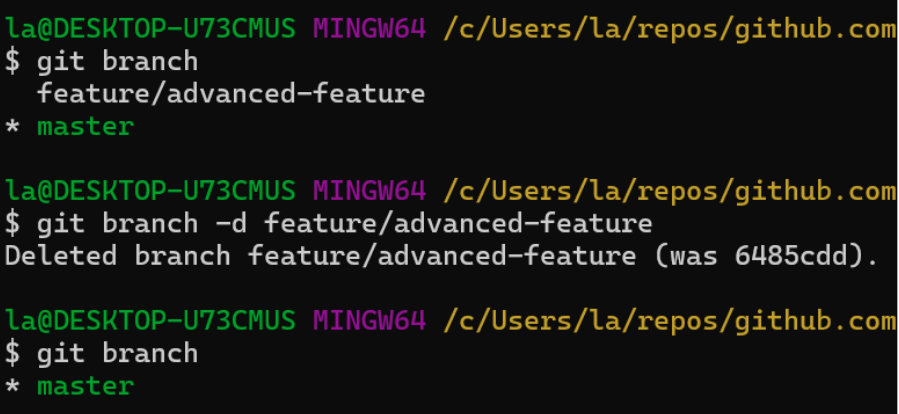 la@DESKTOP-U73CMUS MINGW64 /c/Users/la/repos/github.com
$ git branch
  feature/advanced-feature
* master
la@DESKTOP-U73CMUS MINGW64 /c/Users/la/repos/github.com
$ git branch -d feature/advanced-feature
Deleted branch feature/advanced-feature (was 6485cdd).
la@DESKTOP-U73CMUS MINGW64 /c/Users/la/repos/github.com
$ git branch
* master